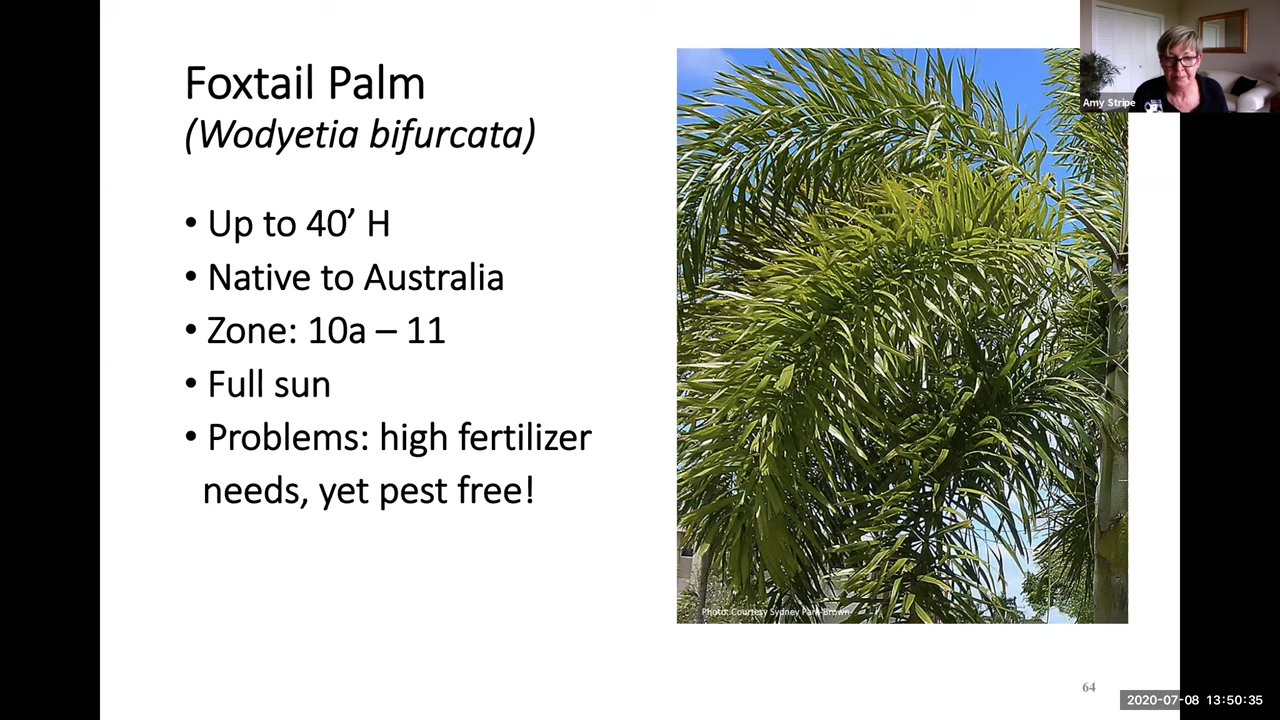 Foxtail Palm
(Wodyetia bifurcata)
• Up to 40’ H
• Native to Australia
• Zone: 10a – 11
• Full sun
• Problems: high fertilizer
needs, yet pest free!
Amy Stripe
Photo: Courtesy Sydney Park-Brown
64
2020-07-08 13:50:35